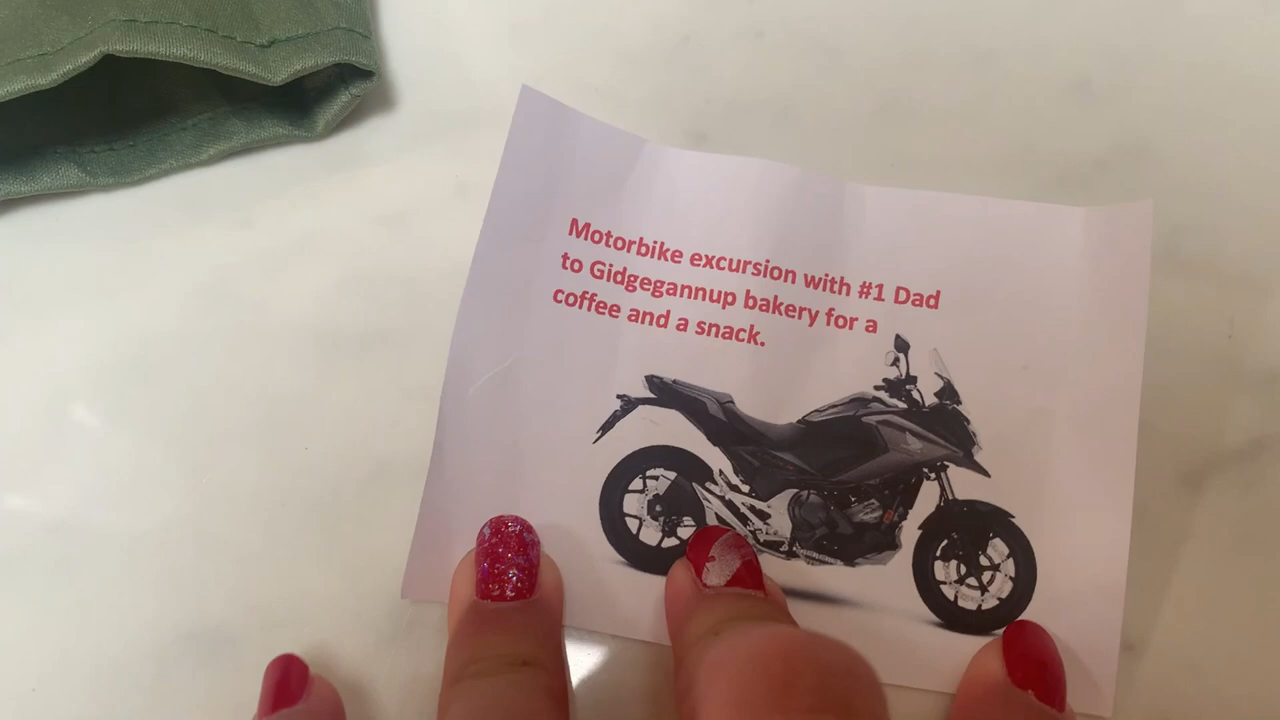 Motorbike excursion with #1 Dad
to Gidgegannup bakery for a
coffee and a snack.